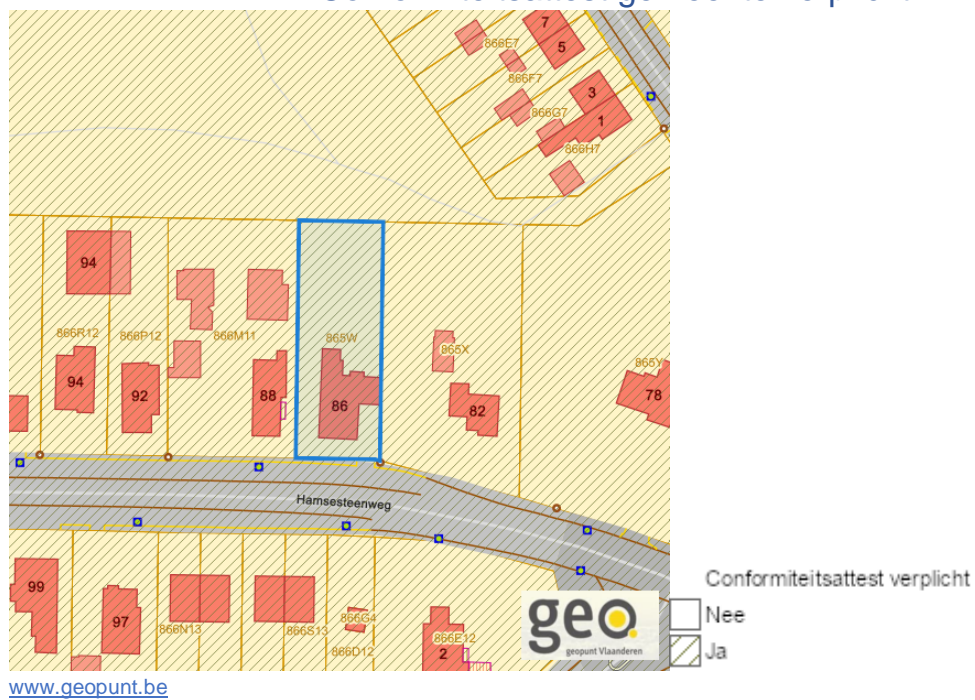 7
5
866E7
866F7
3
866G7
1
866H7
94
866R12
866P12
866M11
865W
865X
865Y
94
92
88
86
82
78
Hamsesteenweg
99
97
866N13
866S13
866G4
866D12
866E12
2
geo.
geopunt Vlaanderen
Conformiteitsattest verplicht
Nee
Ja
www.geopunt.be